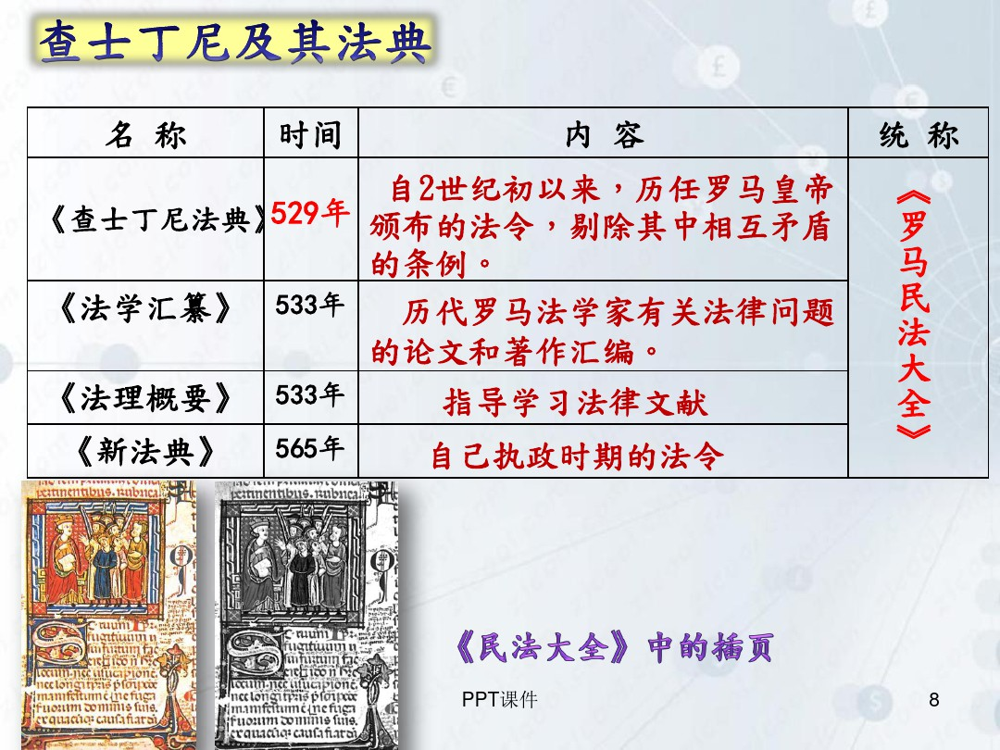 查士丁尼及其法典
名 称 时间 内 容 统 称
《查士丁尼法典》 529年
自2世纪初以来，历任罗马皇帝
颁布的法令，剔除其中相互矛盾
的条例。
《法学汇纂》 533年
历代罗马法学家有关法律问题
的论文和著作汇编。
《法理概要》 533年 指导学习法律文献
《新法典》 565年 自己执政时期的法令
《罗马民法大全》
《民法大全》中的插页
PPT课件
8